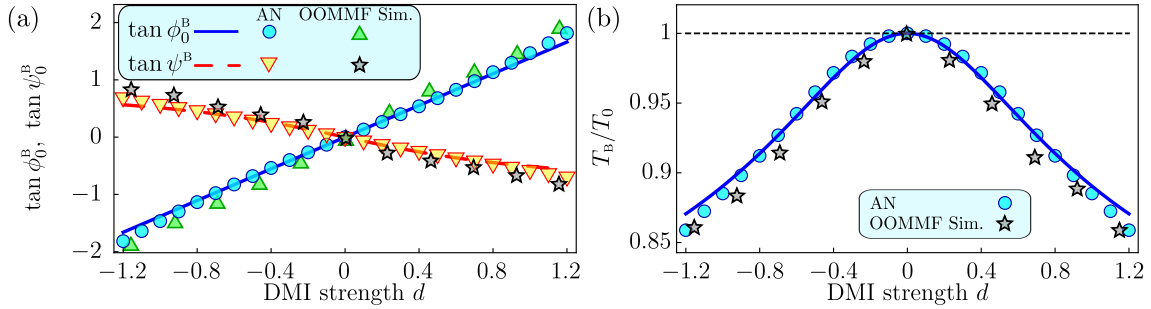 (a)
tan ϕ₀ᴮ, tan ψ₀ᴮ
2
1
0
−1
−2
AN OOMMF Sim.
tan ϕ₀ᴮ
tan ψᴮ
−1.2 −0.8 −0.4 0 0.4 0.8 1.2
DMI strength d
(b)
T_B/T₀
1
0.95
0.9
0.85
AN
OOMMF Sim.
−1.2 −0.8 −0.4 0 0.4 0.8 1.2
DMI strength d